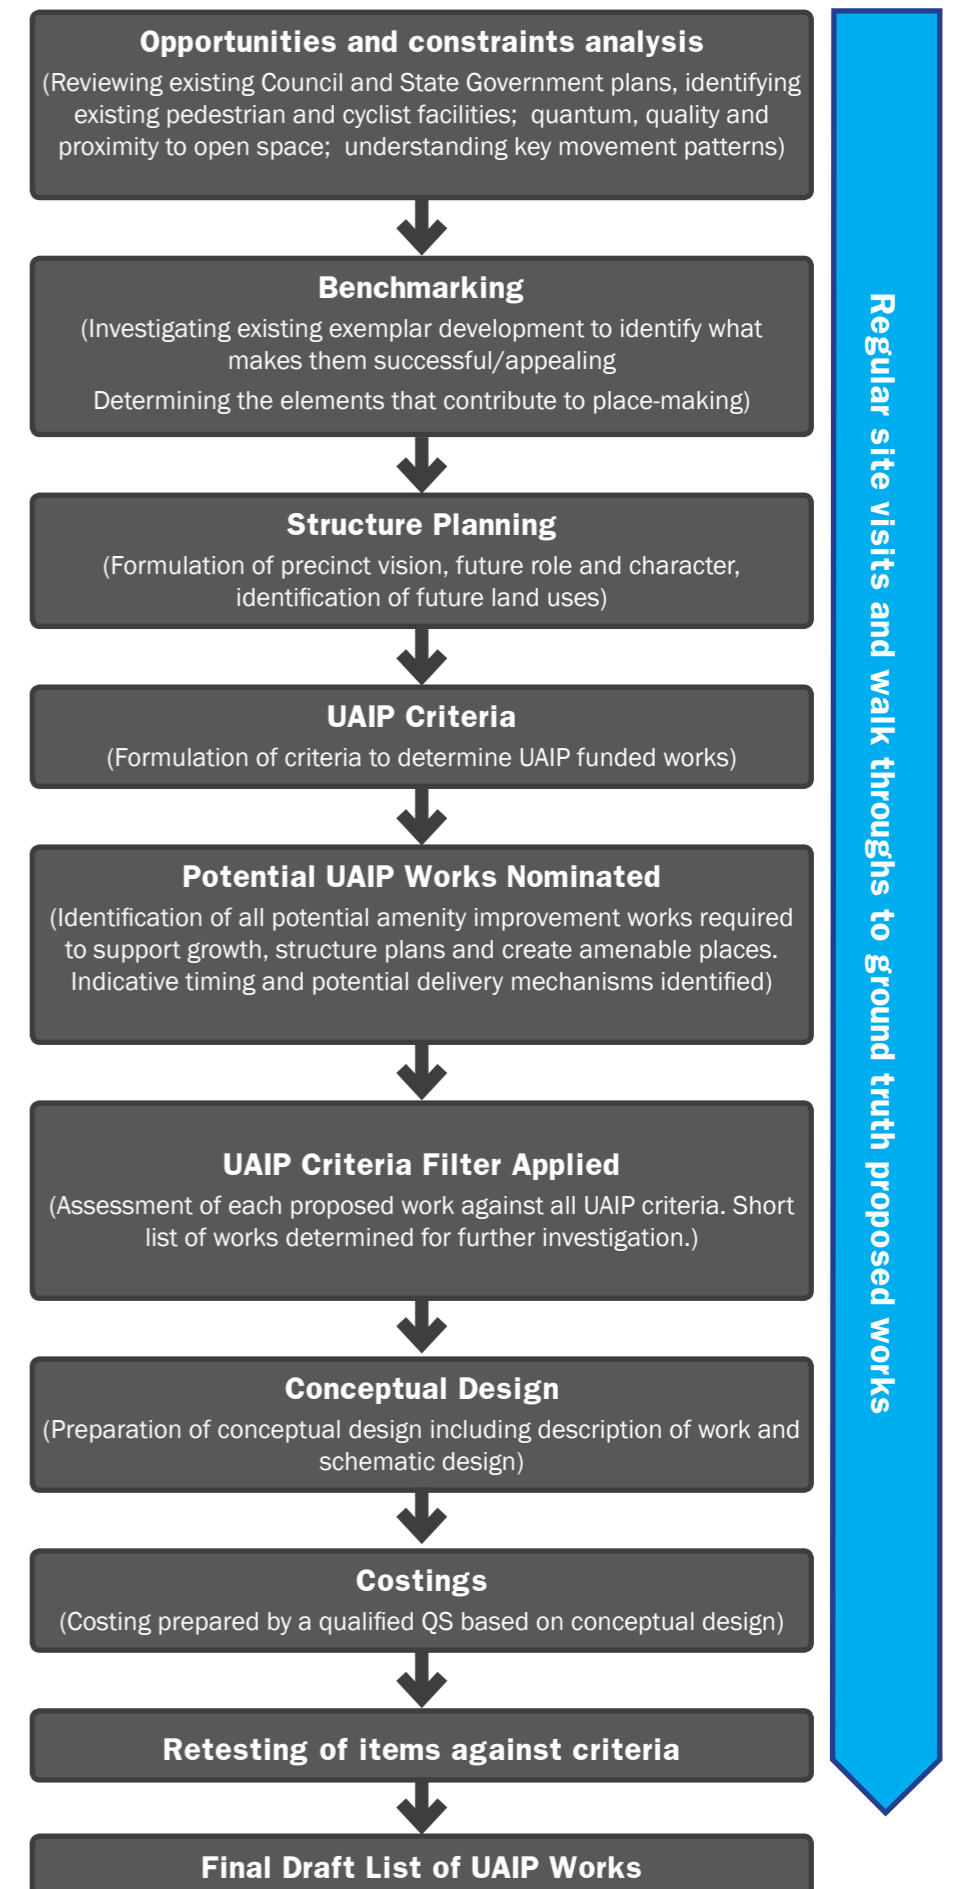 Opportunities and constraints analysis
(Reviewing existing Council and State Government plans, identifying
existing pedestrian and cyclist facilities; quantum, quality and
proximity to open space; understanding key movement patterns)
Benchmarking
(Investigating existing exemplar development to identify what
makes them successful/appealing
Determining the elements that contribute to place-making)
Structure Planning
(Formulation of precinct vision, future role and character,
identification of future land uses)
UAIP Criteria
(Formulation of criteria to determine UAIP funded works)
Potential UAIP Works Nominated
(Identification of all potential amenity improvement works required
to support growth, structure plans and create amenable places.
Indicative timing and potential delivery mechanisms identified)
UAIP Criteria Filter Applied
(Assessment of each proposed work against all UAIP criteria. Short
list of works determined for further investigation.)
Conceptual Design
(Preparation of conceptual design including description of work and
schematic design)
Costings
(Costing prepared by a qualified QS based on conceptual design)
Retesting of items against criteria
Final Draft List of UAIP Works
Regular site visits and walk throughs to ground truth proposed works